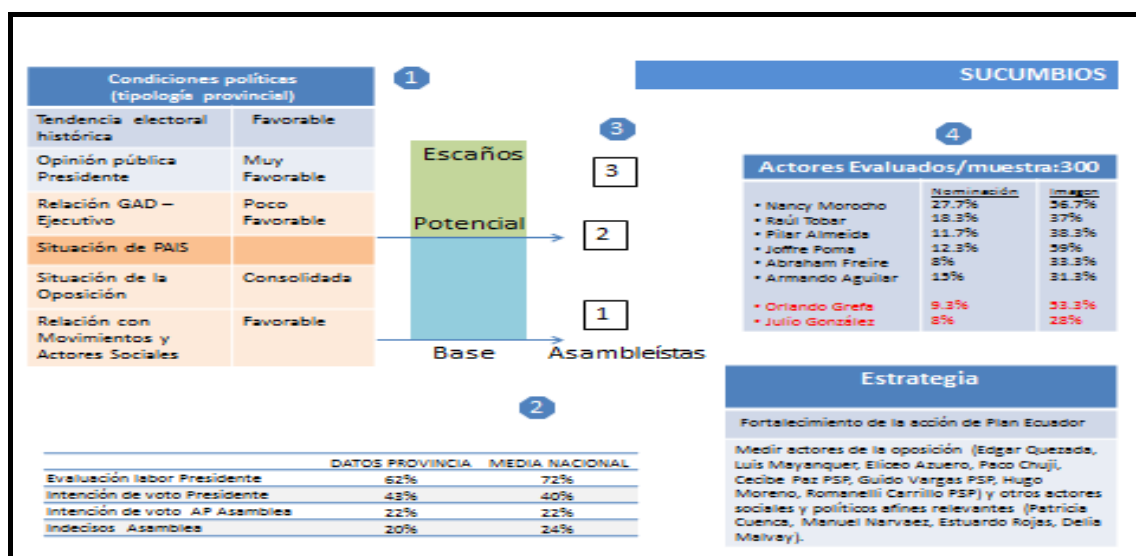 Condiciones políticas
(tipología provincial)
Tendencia electoral histórica Favorable
Opinión pública Presidente Muy Favorable
Relación GAD – Ejecutivo Poco Favorable
Situación de PAIS
Situación de la Oposición Consolidada
Relación con Movimientos y Actores Sociales Favorable
1
Escaños
Potencial
Base
3
3
2
1
Asambleístas
2
DATOS PROVINCIA MEDIA NACIONAL
Evaluación labor Presidente 62% 72%
Intención de voto Presidente 43% 40%
Intención de voto AP Asamblea 22% 22%
Indecisos Asamblea 20% 24%
SUCUMBIOS
4
Actores Evaluados/muestra:300
Nominación Imagen
• Nancy Morocho 27.7% 56.7%
• Raúl Tobar 18.3% 37%
• Pilar Almeida 11.7% 38.3%
• Joffre Poma 12.3% 59%
• Abraham Freire 8% 33.3%
• Armando Aguilar 15% 31.3%
• Orlando Grefa 9.3% 53.3%
• Julio González 8% 28%
Estrategia
Fortalecimiento de la acción de Plan Ecuador
Medir actores de la oposición (Edgar Quezada,
Luis Mayanquer, Eliceo Azuero, Paco Chuji,
Cecibe Paz PSP, Guido Vargas PSP, Hugo
Moreno, Romanelli Carrillo PSP) y otros actores
sociales y políticos afines relevantes (Patricia
Cuenca, Manuel Narvaez, Estuardo Rojas, Delia
Malvay).